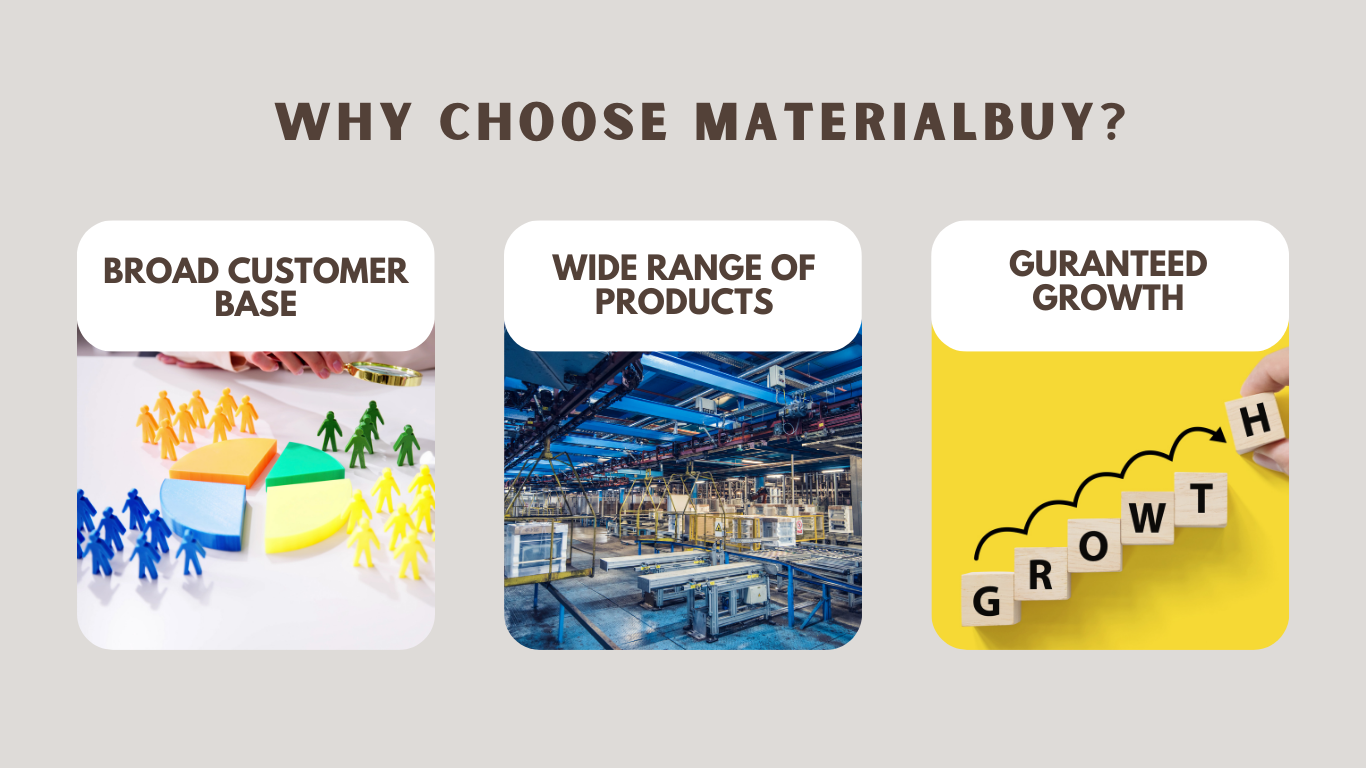 WHY CHOOSE MATERIALBUY?
BROAD CUSTOMER
BASE
WIDE RANGE OF
PRODUCTS
GURANTEED
GROWTH
G R O W T H